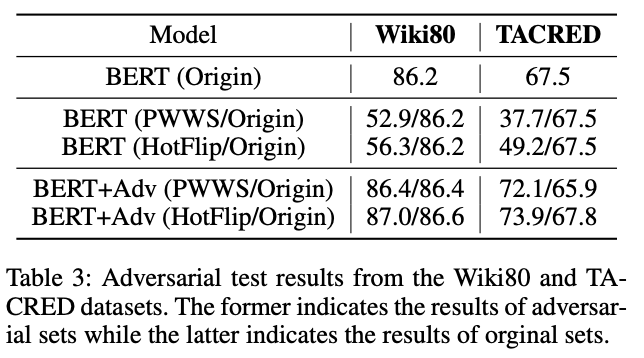 Model Wiki80 TACRED
BERT (Origin) 86.2 67.5
BERT (PWWS/Origin) 52.9/86.2 37.7/67.5
BERT (HotFlip/Origin) 56.3/86.2 49.2/67.5
BERT+Adv (PWWS/Origin) 86.4/86.4 72.1/65.9
BERT+Adv (HotFlip/Origin) 87.0/86.6 73.9/67.8
Table 3: Adversarial test results from the Wiki80 and TA-
CRED datasets. The former indicates the results of adversar-
ial sets while the latter indicates the results of orginal sets.